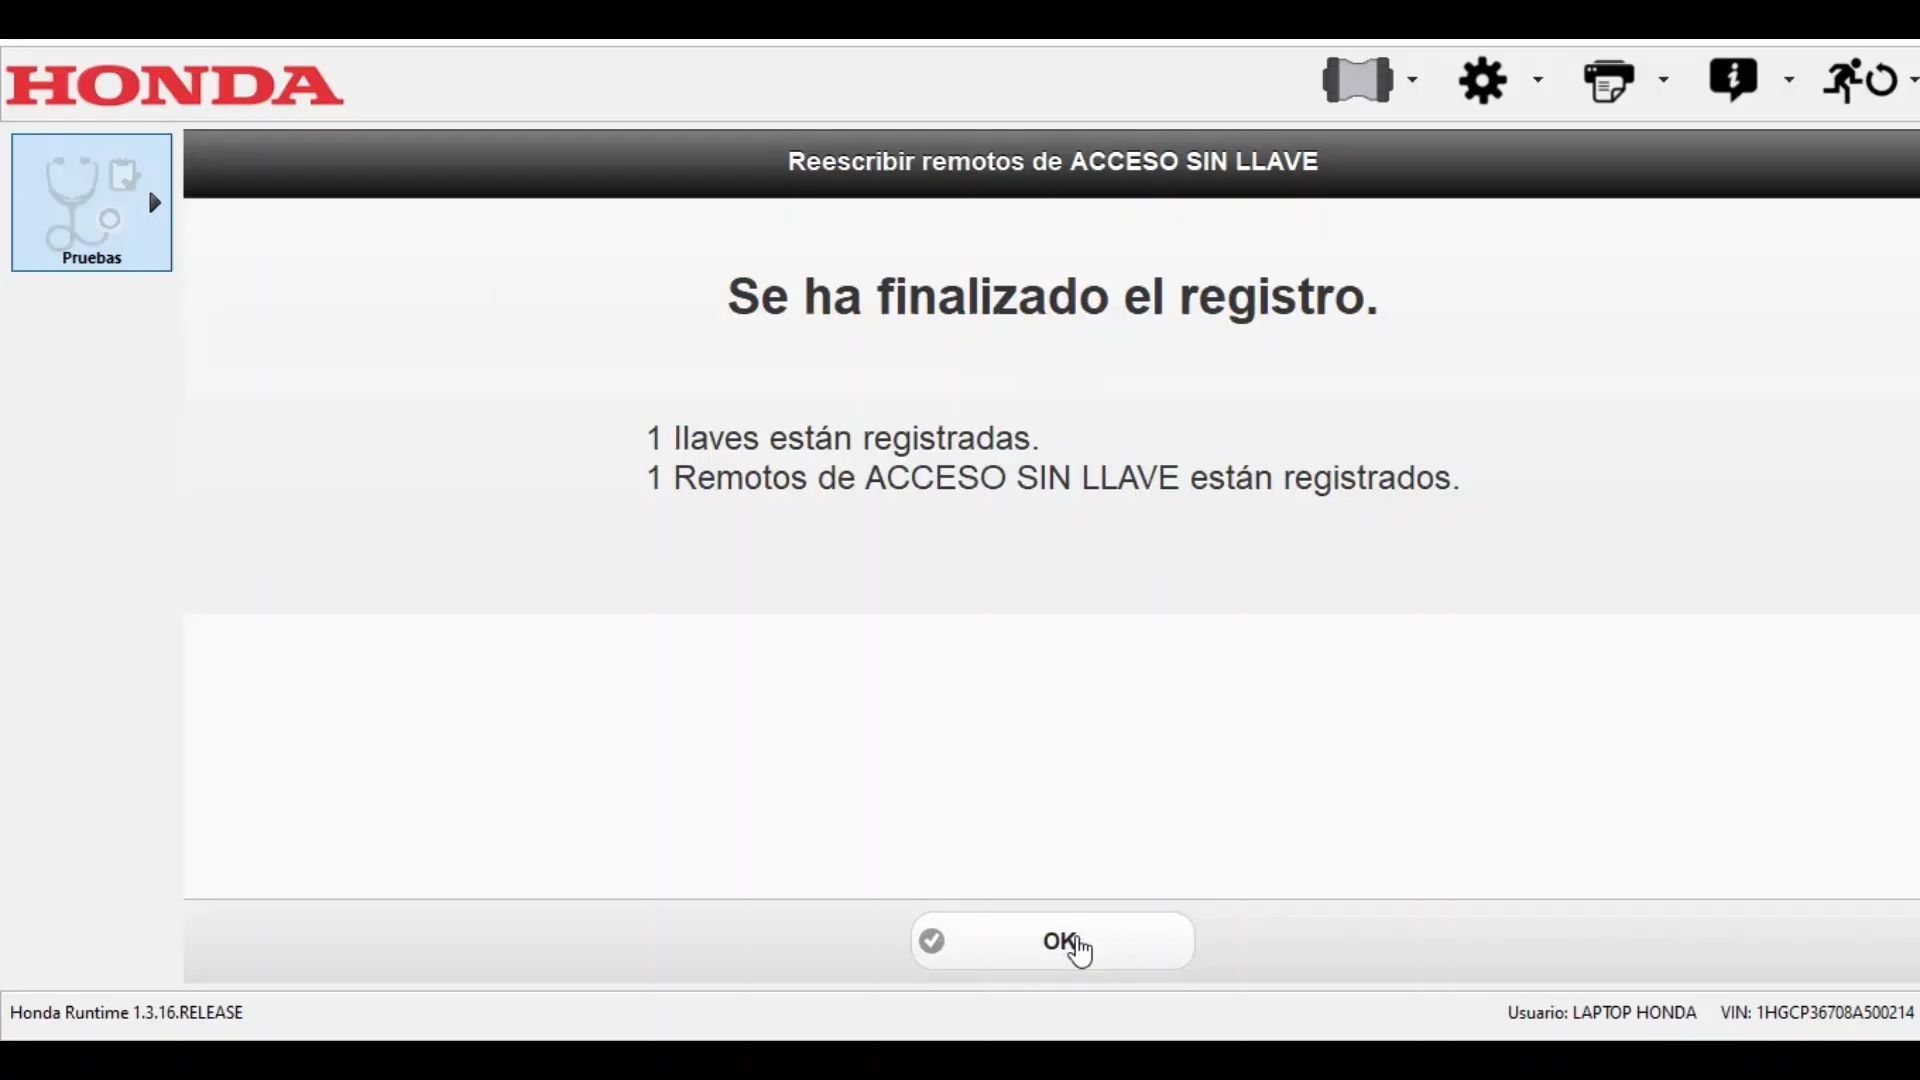 HONDA
Reescribir remotos de ACCESO SIN LLAVE
Pruebas
Se ha finalizado el registro.
1 llaves están registradas.
1 Remotos de ACCESO SIN LLAVE están registrados.
OK
Honda Runtime 1.3.16.RELEASE
Usuario: LAPTOP HONDA VIN: 1HGCP36708A500214